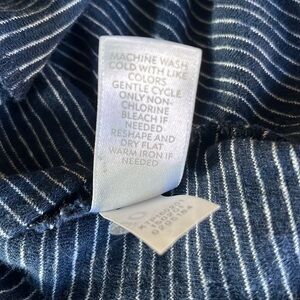 MACHINE WASH
COLD WITH LIKE
COLORS
GENTLE CYCLE
ONLY NON-
CHLORINE
BLEACH IF
NEEDED
RESHAPE AND
DRY FLAT
WARM IRON IF
NEEDED